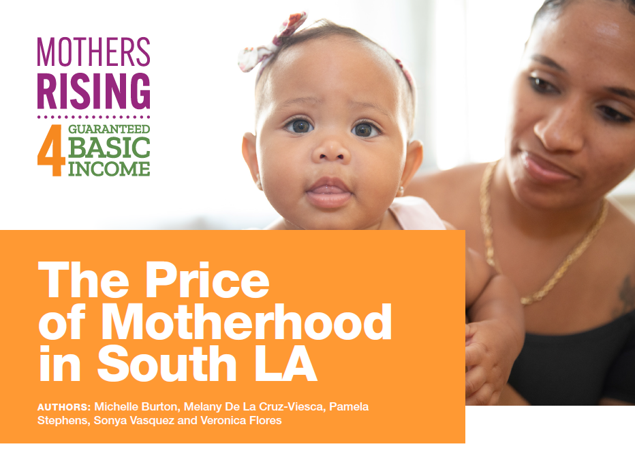 MOTHERS
RISING
4 GUARANTEED
BASIC
INCOME
The Price
of Motherhood
in South LA
AUTHORS: Michelle Burton, Melany De La Cruz-Viesca, Pamela
Stephens, Sonya Vasquez and Veronica Flores